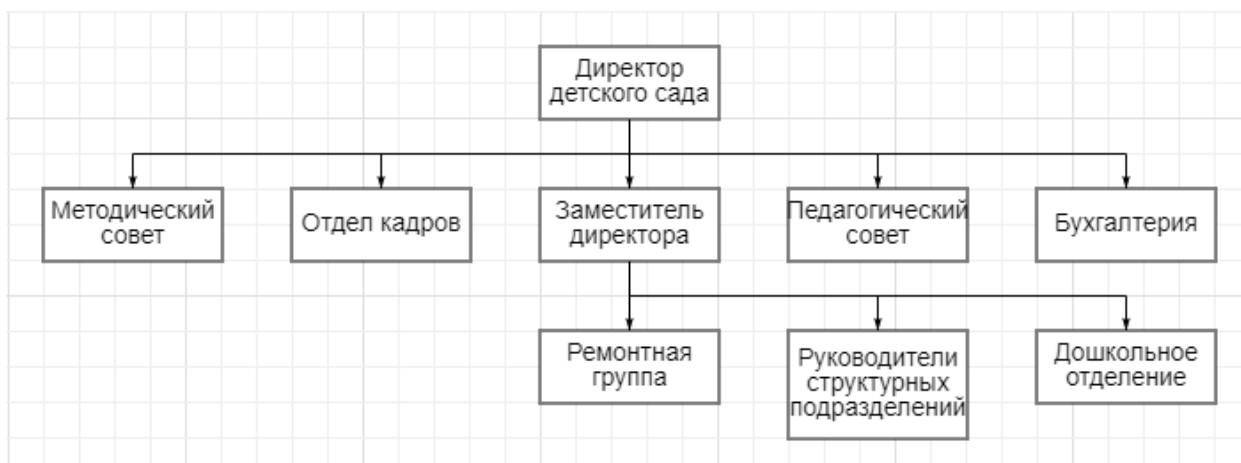 Директор
детского сада
Методический
совет
Отдел кадров
Заместитель
директора
Педагогический
совет
Бухгалтерия
Ремонтная
группа
Руководители
структурных
подразделений
Дошкольное
отделение